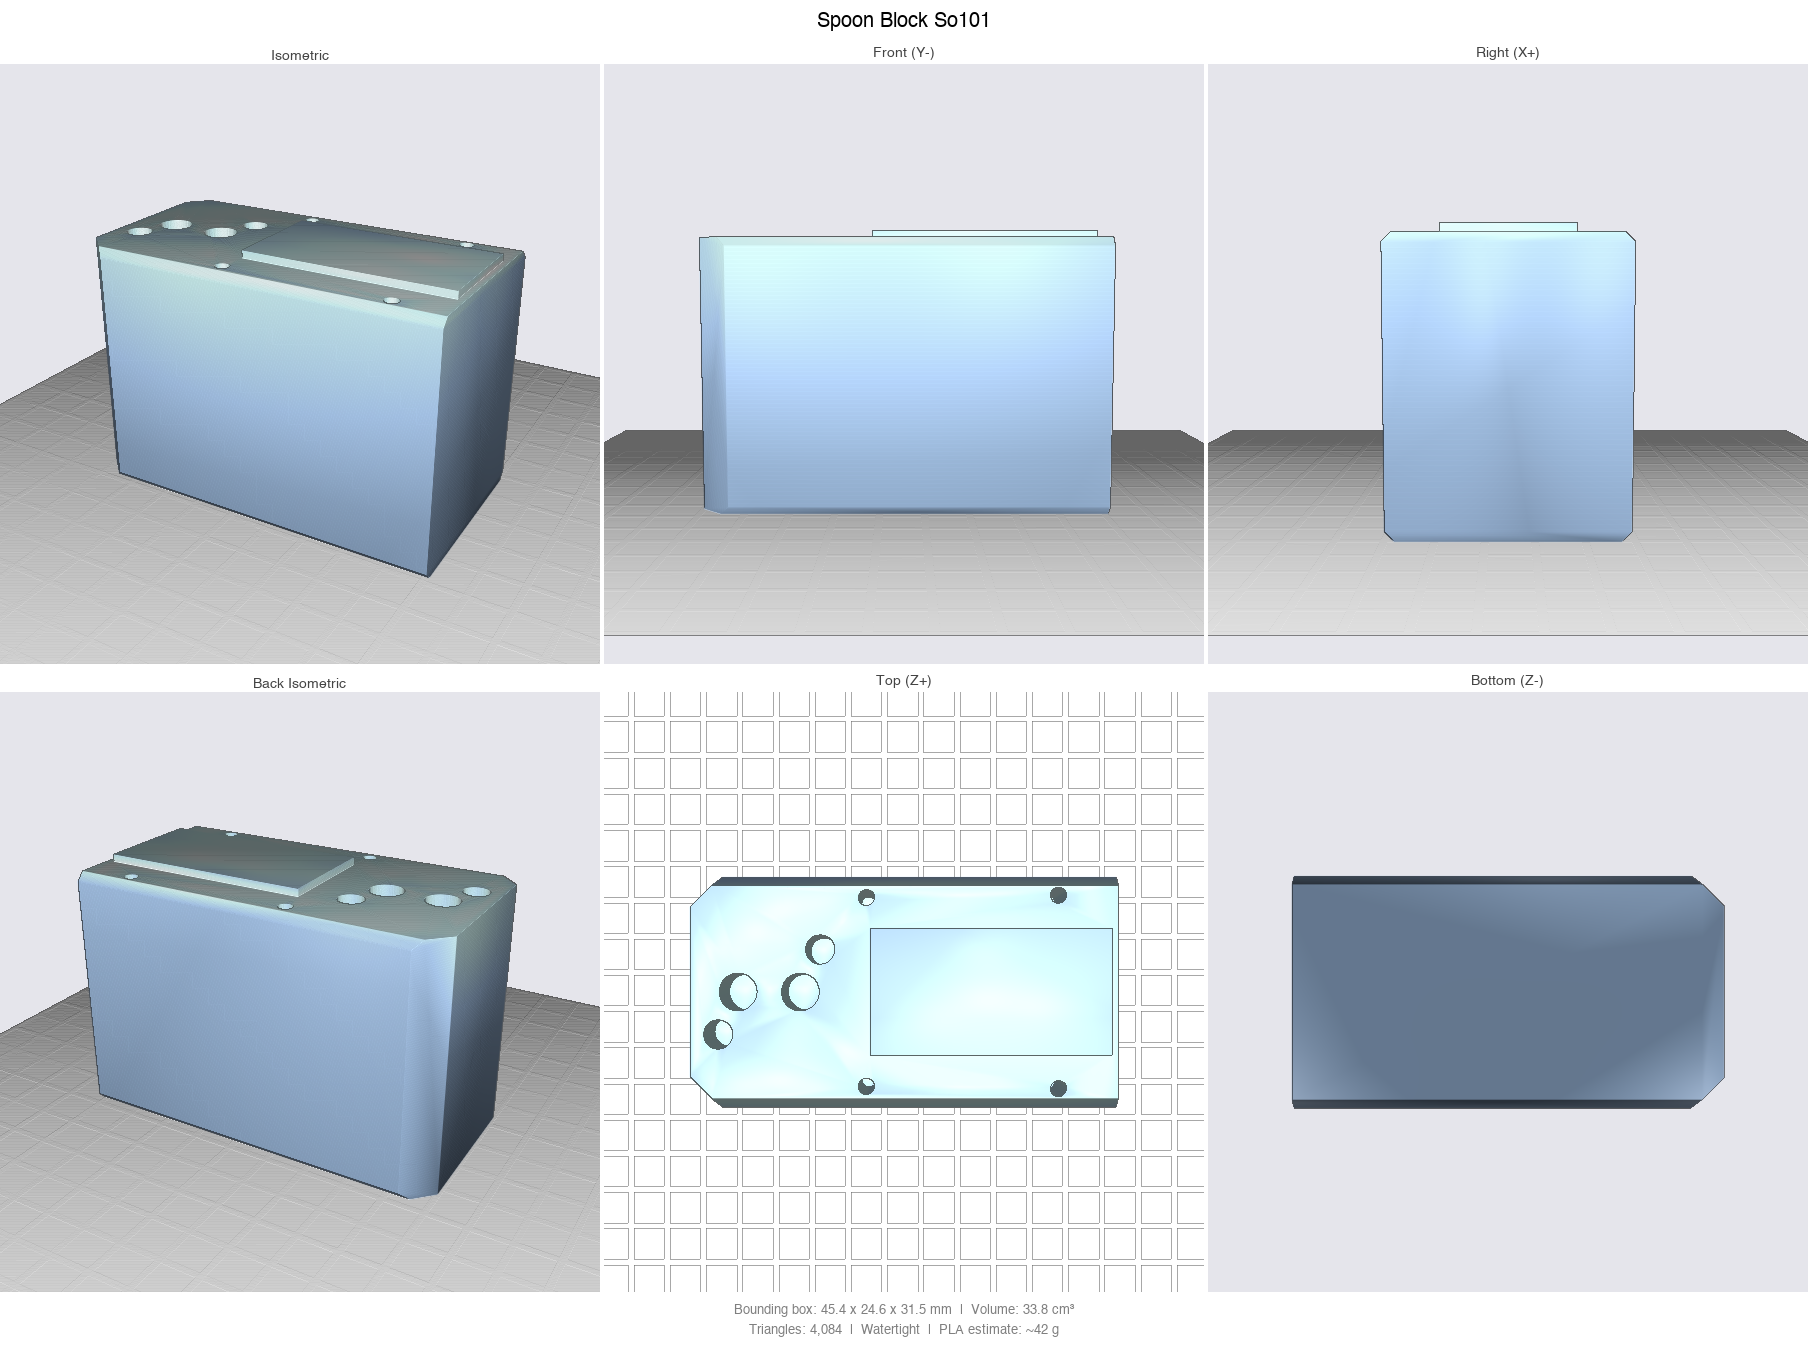 Spoon Block So101
Isometric
Front (Y-)
Right (X+)
Back Isometric
Top (Z+)
Bottom (Z-)
Bounding box: 45.4 x 24.6 x 31.5 mm | Volume: 33.8 cm³
Triangles: 4,084 | Watertight | PLA estimate: ~42 g